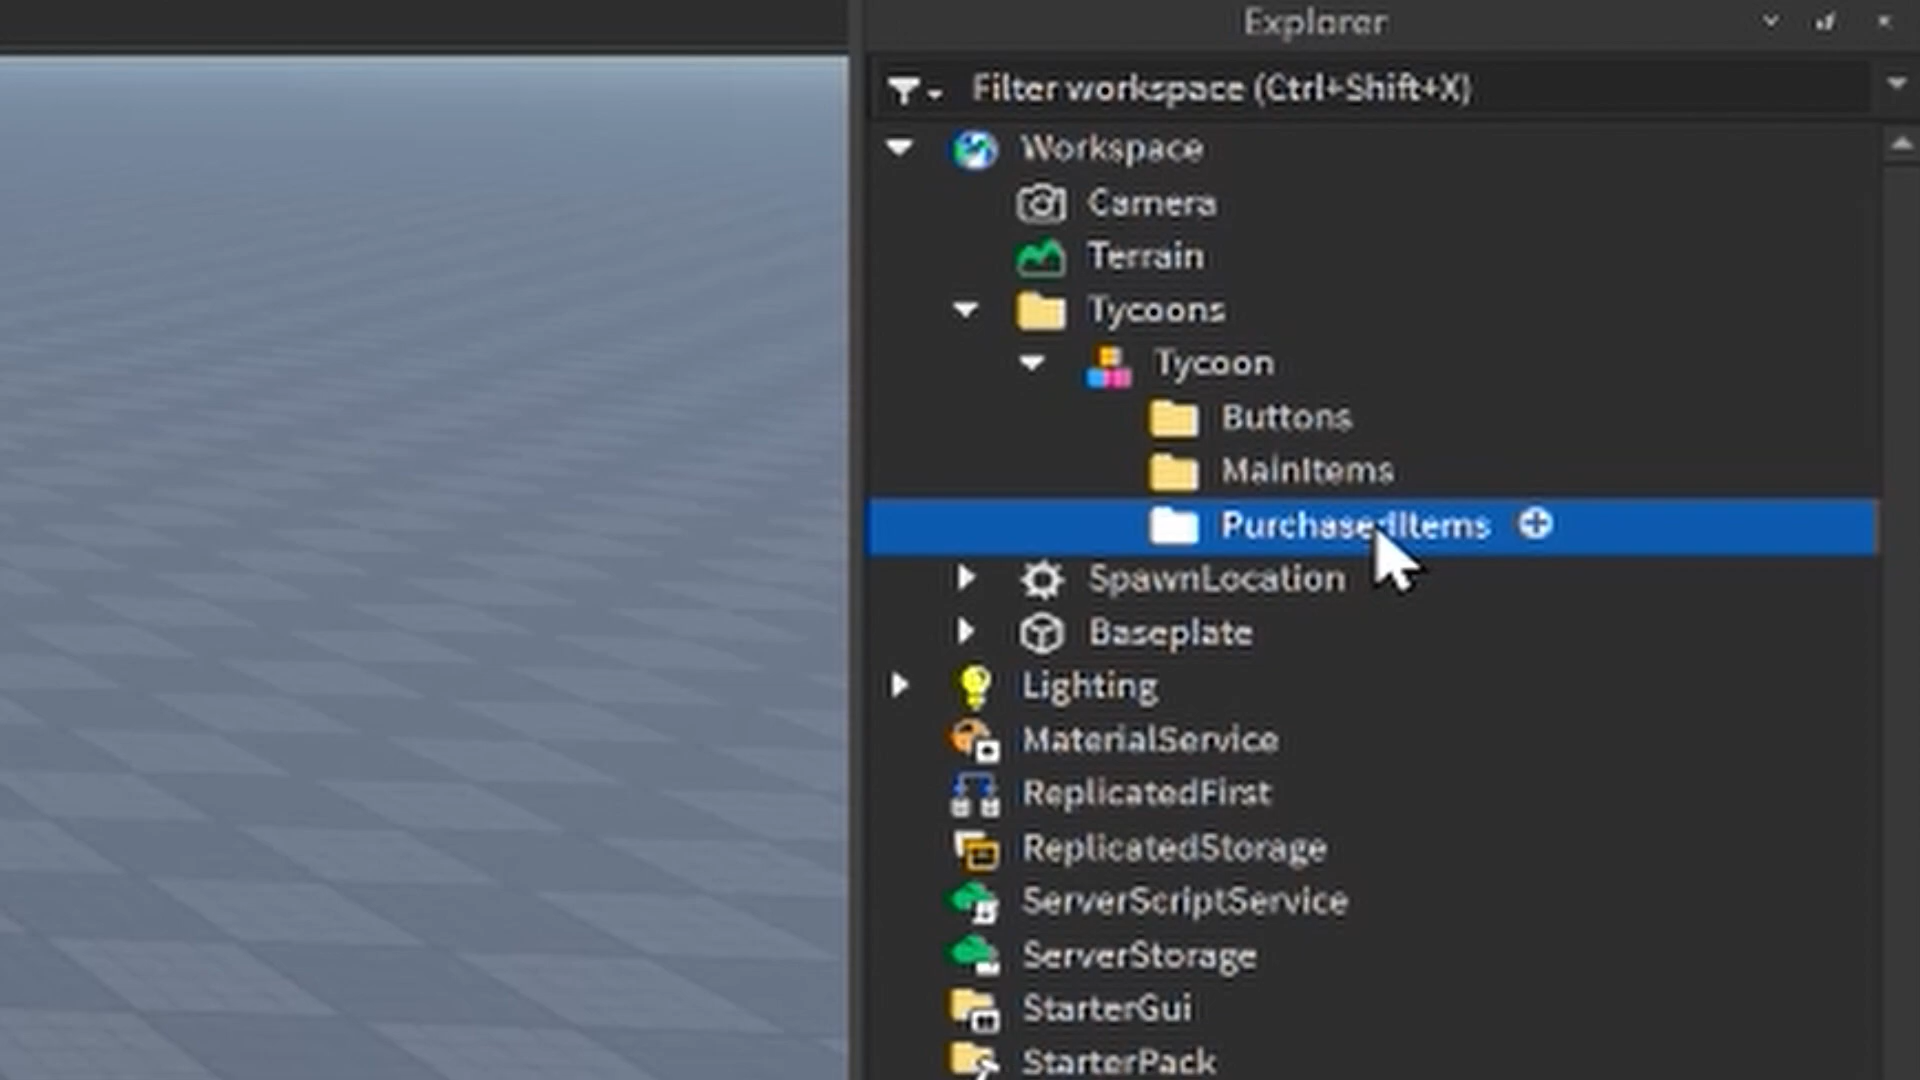 Explorer
Filter workspace (Ctrl+Shift+X)
Workspace
Camera
Terrain
Tycoons
Tycoon
Buttons
MainItems
PurchasedItems
SpawnLocation
Baseplate
Lighting
MaterialService
ReplicatedFirst
ReplicatedStorage
ServerScriptService
ServerStorage
StarterGui
StarterPack